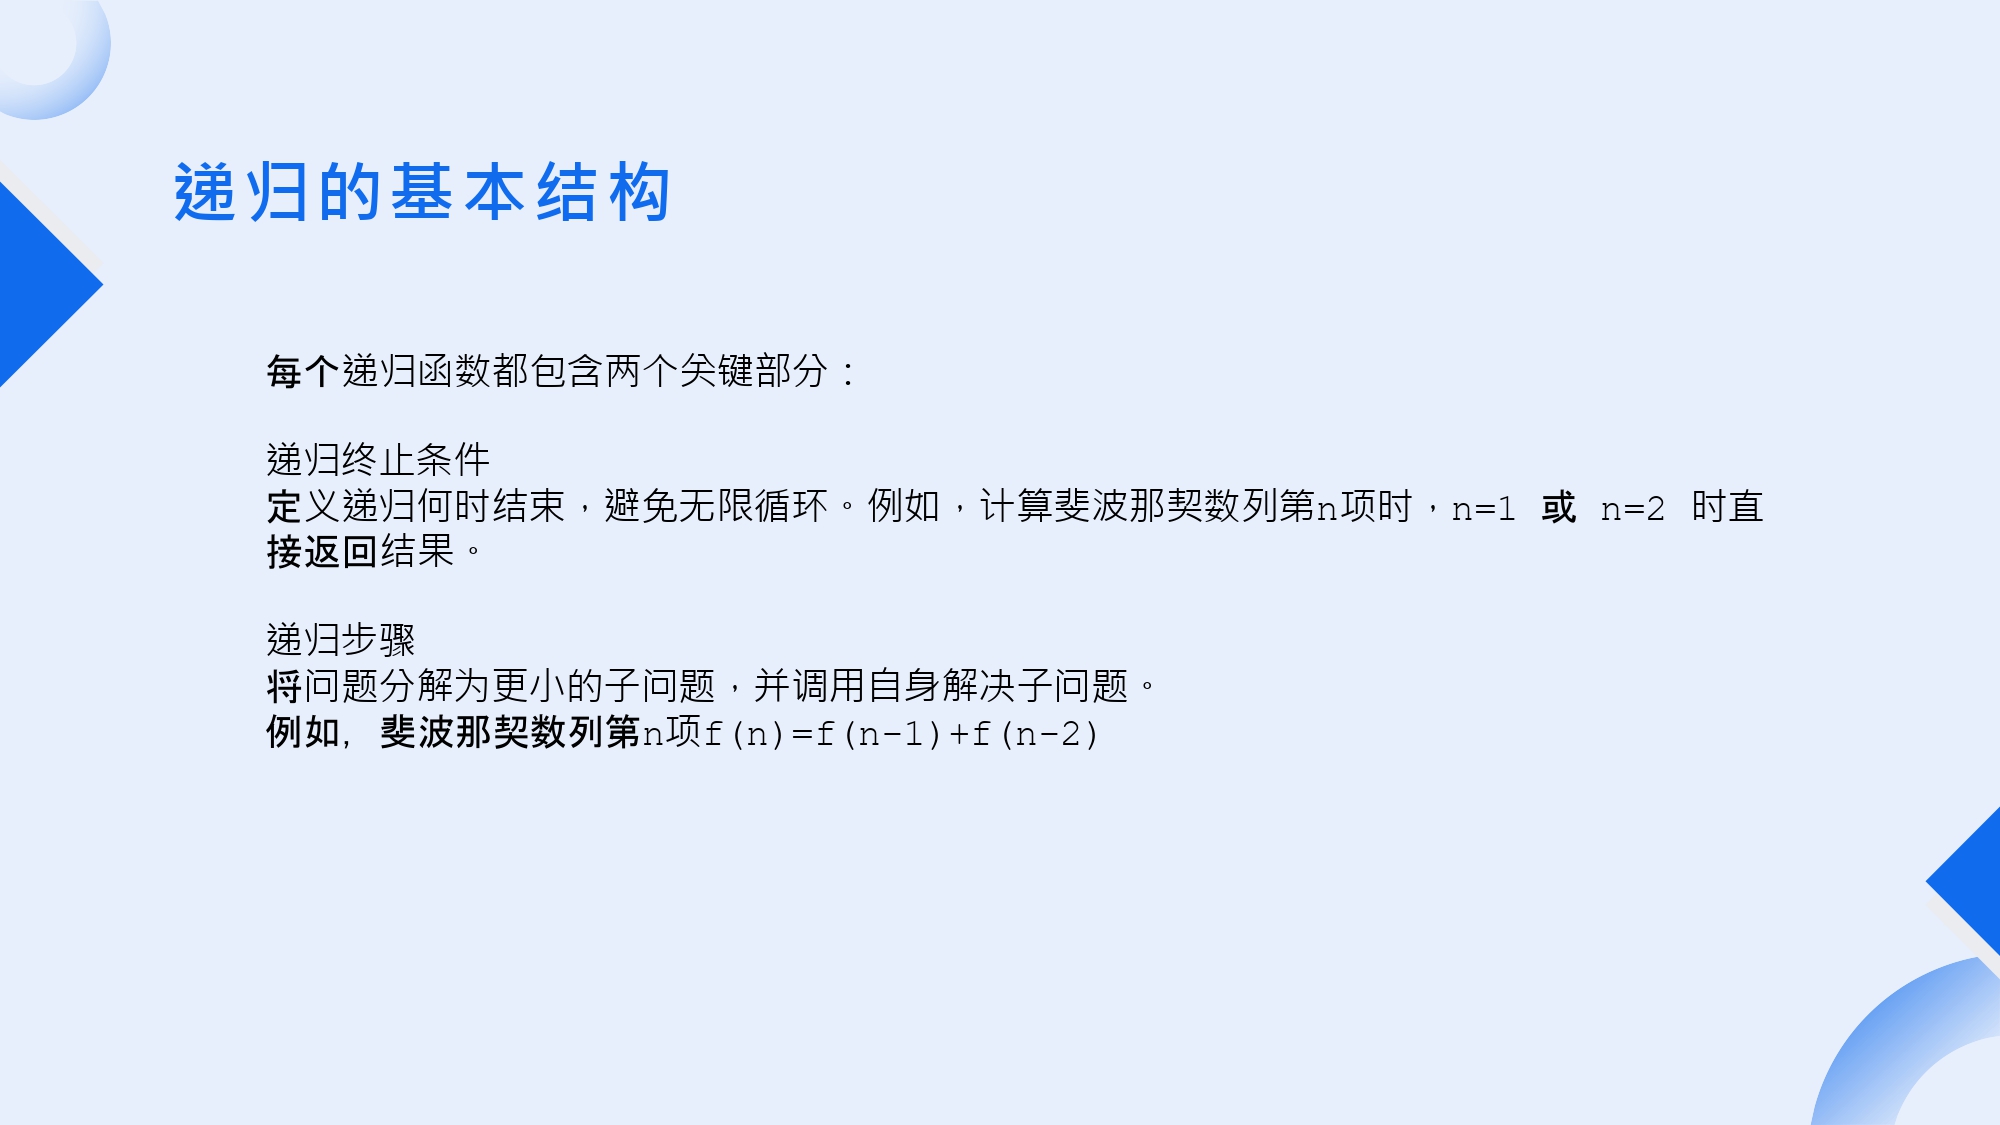 递归的基本结构
每个递归函数都包含两个关键部分：
递归终止条件
定义递归何时结束，避免无限循环。例如，计算斐波那契数列第n项时，n=1 或 n=2 时直
接返回结果。
递归步骤
将问题分解为更小的子问题，并调用自身解决子问题。
例如，斐波那契数列第n项f(n)=f(n-1)+f(n-2)